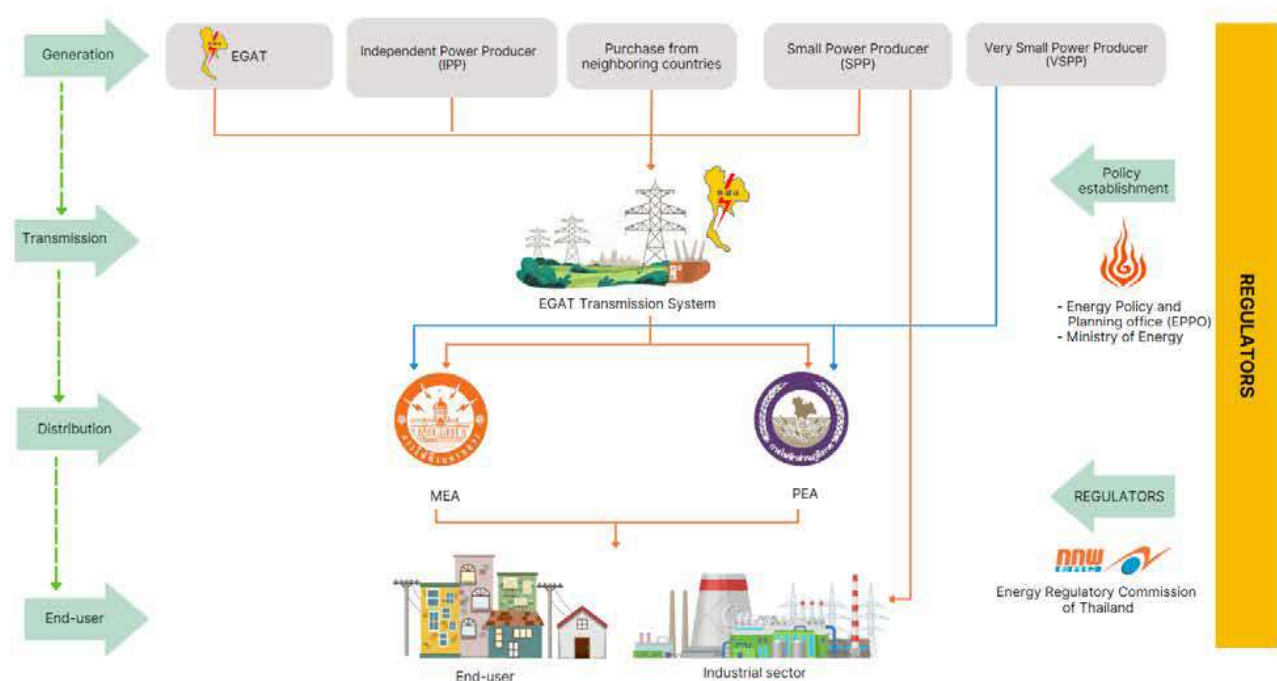 Generation
EGAT
Independent Power Producer
(IPP)
Purchase from
neighboring countries
Small Power Producer
(SPP)
Very Small Power Producer
(VSPP)
Policy
establishment
Transmission
EGAT Transmission System
- Energy Policy and
Planning office (EPPO)
- Ministry of Energy
REGULATORS
Distribution
MEA
PEA
REGULATORS
Energy Regulatory Commission
of Thailand
End-user
End-user
Industrial sector